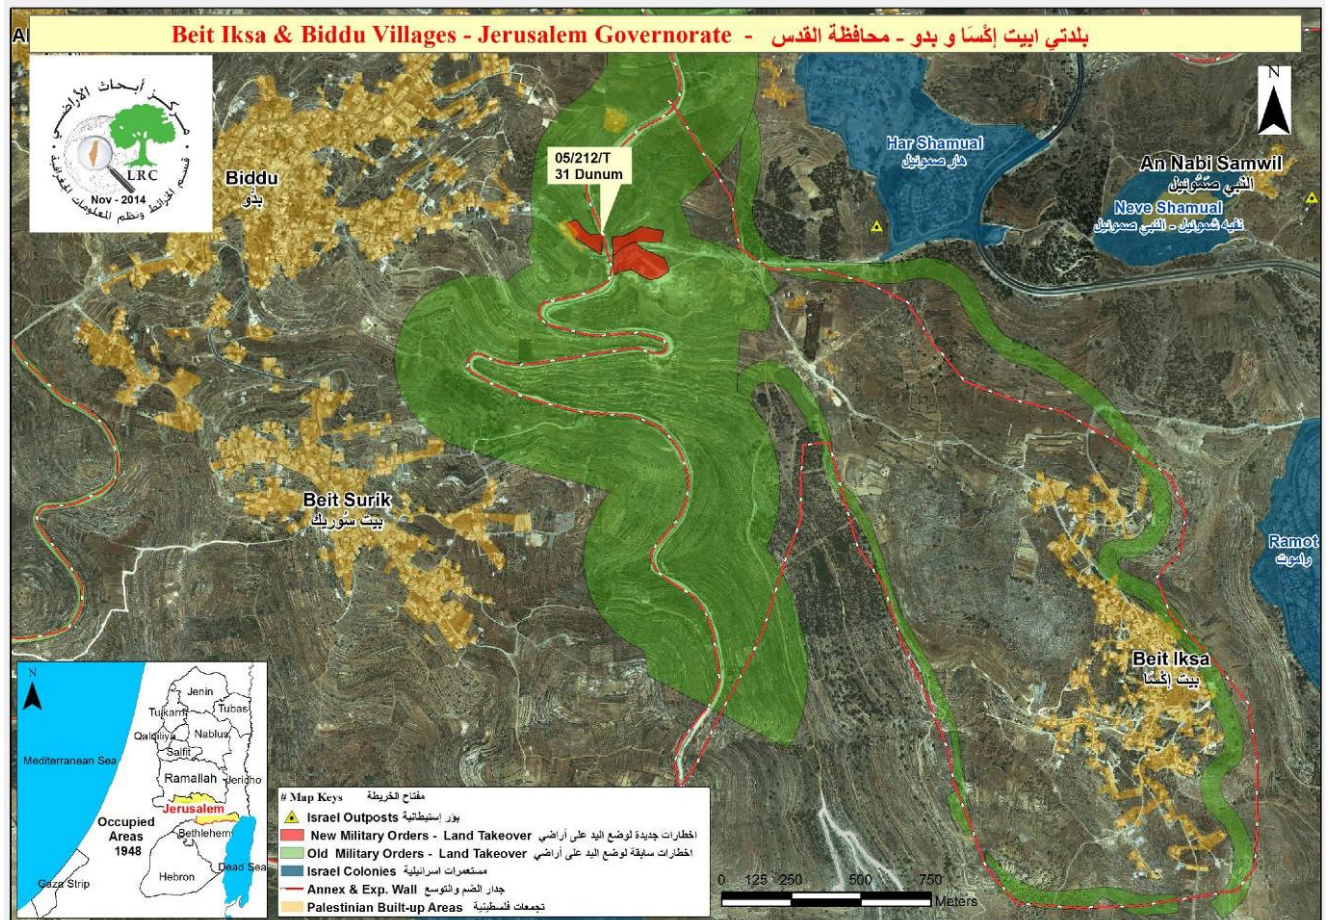 Beit Iksa & Biddu Villages - Jerusalem Governorate - بلدتي ابيت إكْسَا و بدو - محافظة القدس
مركز أبحاث الأراضي
LRC
Nov - 2014
قسم الخرائط ونظم المعلومات الجغرافية
N
05/212/T
31 Dunum
Har Shamual
هار صموئيل
An Nabi Samwil
النّبي صَمُوئيل
Neve Shamual
نفيه شموئيل - النبي صموئيل
Biddu
بدُّو
Beit Surik
بيت سُوريك
Ramot
راموت
Beit Iksa
بيت إكْسَا
N
Jenin
Tulkarm
Tubas
Qalqiliya
Nablus
Salfit
Mediterranean Sea
Ramallah
Jericho
Jerusalem
Occupied
Areas
1948
Bethlehem
Dead Sea
Hebron
Gaza Strip
# Map Keys مفتاح الخريطة
Israel Outposts بؤر إستيطانية
New Military Orders - Land Takeover اخطارات جديدة لوضع اليد على أراضي
Old Military Orders - Land Takeover اخطارات سابقة لوضع اليد على أراضي
Israel Colonies مستعمرات اسرائيلية
Annex & Exp. Wall جدار الضم والتوسع
Palestinian Built-up Areas تجمعات فلسطينية
0 125 250 500 750
Meters